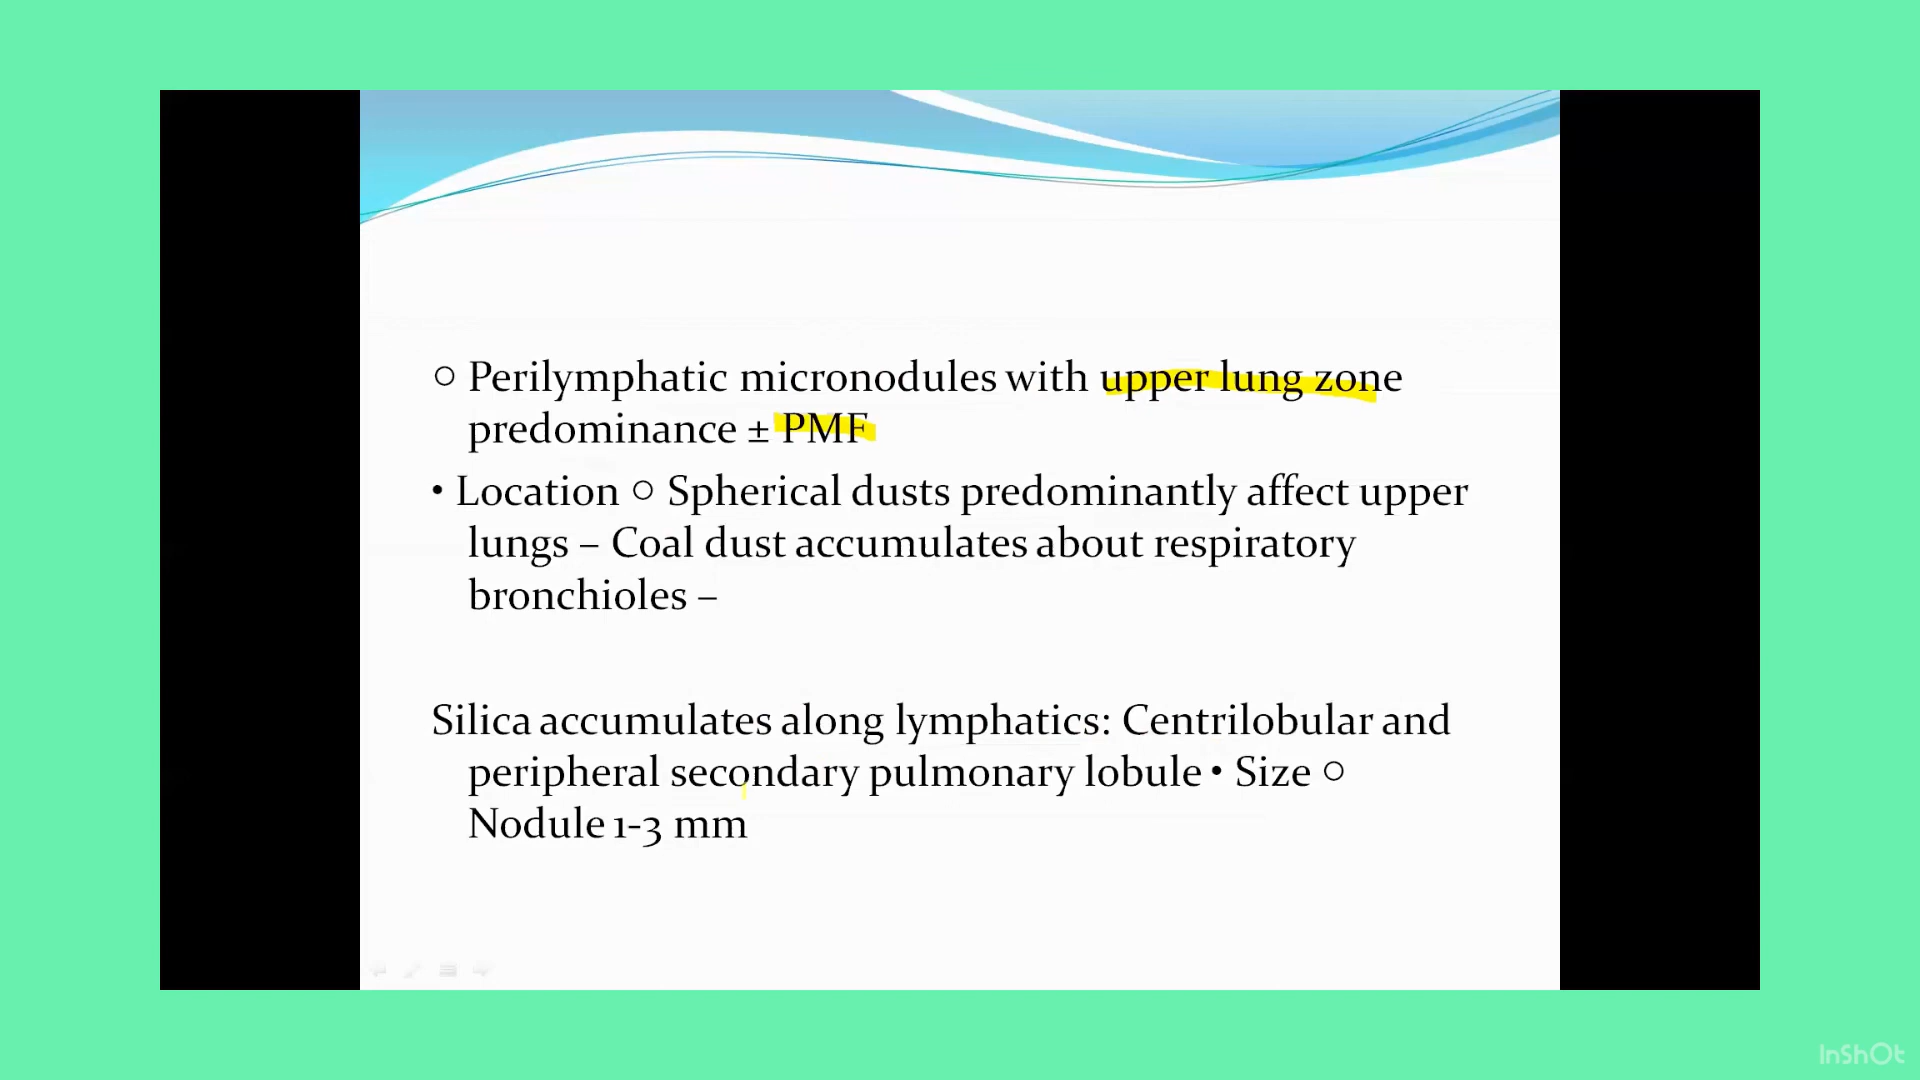 ○ Perilymphatic micronodules with upper lung zone
predominance ± PMF
• Location ○ Spherical dusts predominantly affect upper
lungs – Coal dust accumulates about respiratory
bronchioles –
Silica accumulates along lymphatics: Centrilobular and
peripheral secondary pulmonary lobule • Size ○
Nodule 1-3 mm
InShOt